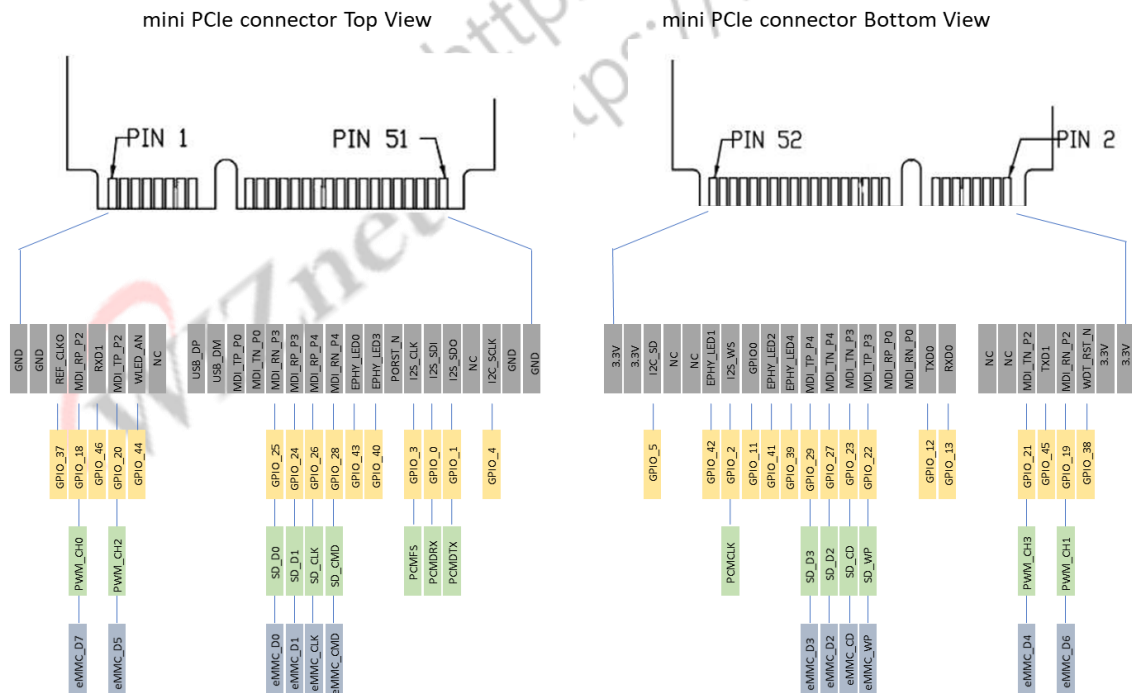 mini PCIe connector Top View
mini PCIe connector Bottom View
http
https://
WIZnet
PIN 1
PIN 51
PIN 52
PIN 2
GND
GND
REF_CLKO
MDI_RP_P2
RXD1
MDI_TP_P2
WLED_AN
NC
USB_DP
USB_DM
MDI_TP_P0
MDI_TN_P0
MDI_RN_P3
MDI_RP_P3
MDI_RP_P4
MDI_RN_P4
EPHY_LED0
EPHY_LED3
PORST_N
I2S_CLK
I2S_SDI
I2S_SDO
NC
I2C_SCLK
GND
GND
3.3V
3.3V
I2C_SD
NC
NC
EPHY_LED1
I2S_WS
GPIO0
EPHY_LED2
EPHY_LED4
MDI_TP_P4
MDI_TN_P4
MDI_TN_P3
MDI_TP_P3
MDI_RP_P0
MDI_RN_P0
TXD0
RXD0
NC
NC
MDI_TN_P2
TXD1
MDI_RN_P2
WDT_RST_N
3.3V
3.3V
GPIO_37
GPIO_18
GPIO_46
GPIO_20
GPIO_44
GPIO_25
GPIO_24
GPIO_26
GPIO_28
GPIO_43
GPIO_40
GPIO_3
GPIO_0
GPIO_1
GPIO_4
GPIO_5
GPIO_42
GPIO_2
GPIO_11
GPIO_41
GPIO_39
GPIO_29
GPIO_27
GPIO_23
GPIO_22
GPIO_12
GPIO_13
GPIO_21
GPIO_45
GPIO_19
GPIO_38
PWM_CH0
PWM_CH2
SD_D0
SD_D1
SD_CLK
SD_CMD
PCMFS
PCMDRX
PCMDTX
PCMCLK
SD_D3
SD_D2
SD_CD
SD_WP
PWM_CH3
PWM_CH1
eMMC_D7
eMMC_D5
eMMC_D0
eMMC_D1
eMMC_CLK
eMMC_CMD
eMMC_D3
eMMC_D2
eMMC_CD
eMMC_WP
eMMC_D4
eMMC_D6